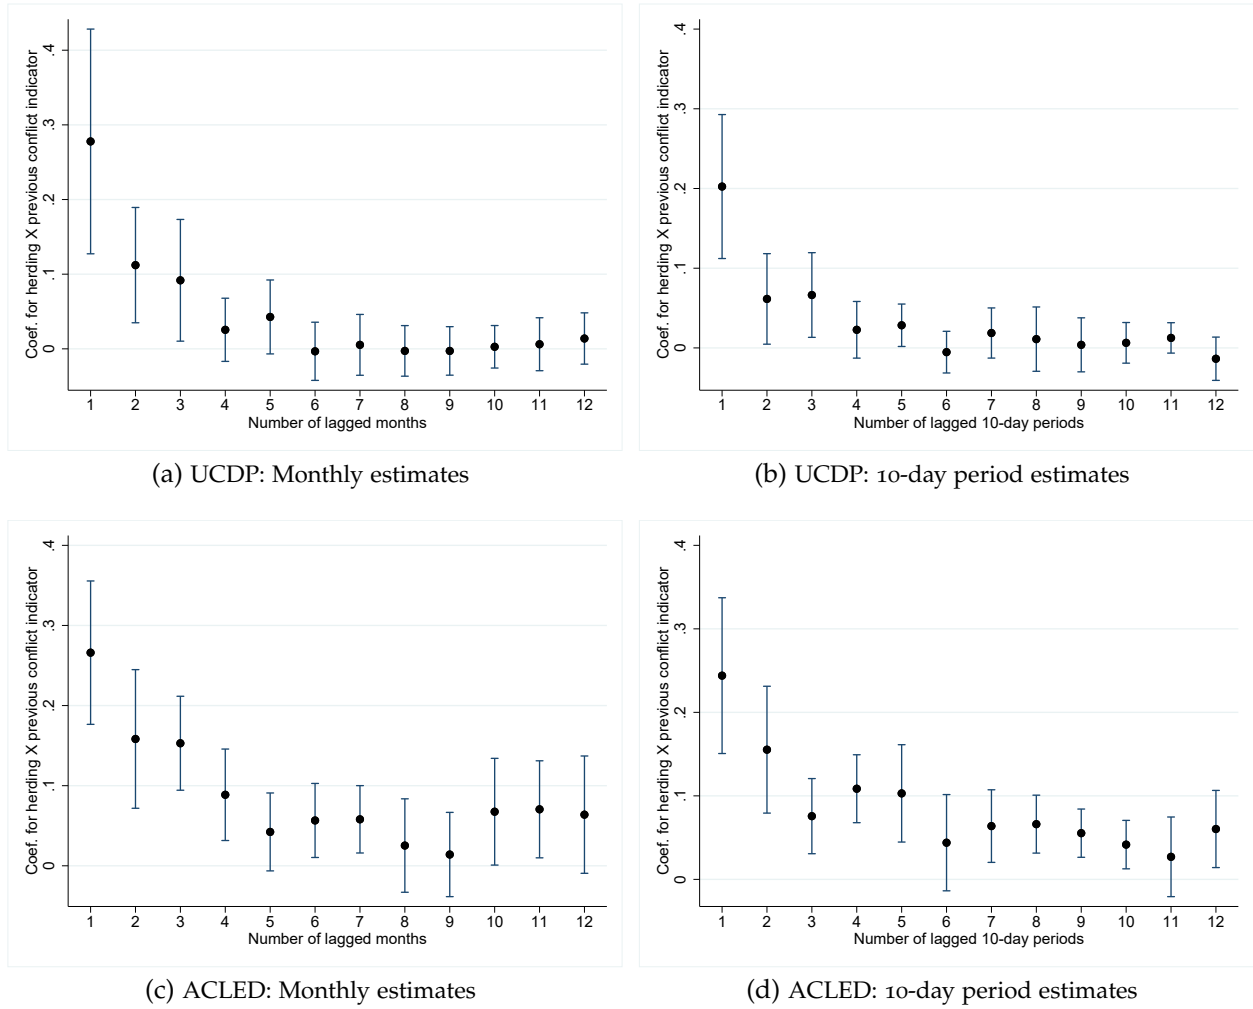 Coef. for herding X previous conflict indicator
.4
.3
.2
.1
0
1 2 3 4 5 6 7 8 9 10 11 12
Number of lagged months
(a) UCDP: Monthly estimates
Coef. for herding X previous conflict indicator
.4
.3
.2
.1
0
1 2 3 4 5 6 7 8 9 10 11 12
Number of lagged 10-day periods
(b) UCDP: 10-day period estimates
Coef. for herding X previous conflict indicator
.4
.3
.2
.1
0
1 2 3 4 5 6 7 8 9 10 11 12
Number of lagged months
(c) ACLED: Monthly estimates
Coef. for herding X previous conflict indicator
.4
.3
.2
.1
0
1 2 3 4 5 6 7 8 9 10 11 12
Number of lagged 10-day periods
(d) ACLED: 10-day period estimates